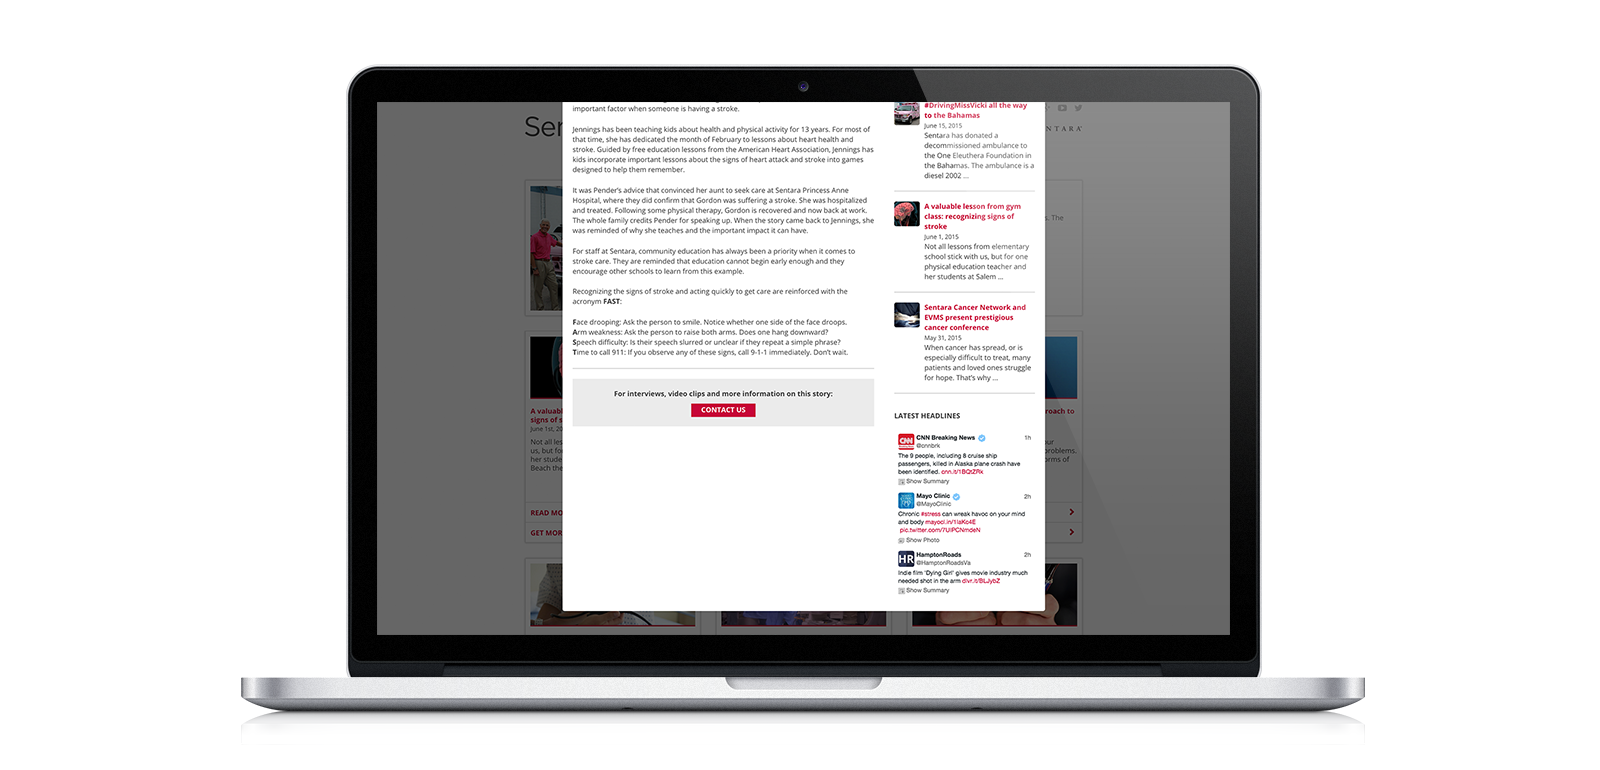 Ser
NTARA
important factor when someone is having a stroke.
Jennings has been teaching kids about health and physical activity for 13 years. For most of
that time, she has dedicated the month of February to lessons about heart health and
stroke. Guided by free education lessons from the American Heart Association, Jennings has
kids incorporate important lessons about the signs of heart attack and stroke into games
designed to help them remember.
It was Pender's advice that convinced her aunt to seek care at Sentara Princess Anne
Hospital, where they did confirm that Gordon was suffering a stroke. She was hospitalized
and treated. Following some physical therapy, Gordon is recovered and now back at work.
The whole family credits Pender for speaking up. When the story came back to Jennings, she
was reminded of why she teaches and the important impact it can have.
For staff at Sentara, community education has always been a priority when it comes to
stroke care. They are reminded that education cannot begin early enough and they
encourage other schools to learn from this example.
Recognizing the signs of stroke and acting quickly to get care are reinforced with the
acronym FAST:
Face drooping: Ask the person to smile. Notice whether one side of the face droops.
Arm weakness: Ask the person to raise both arms. Does one hang downward?
Speech difficulty: Is their speech slurred or unclear if they repeat a simple phrase?
Time to call 911: If you observe any of these signs, call 9-1-1 immediately. Don't wait.
For interviews, video clips and more information on this story:
CONTACT US
#DrivingMissVicki all the way
to the Bahamas
June 15, 2015
Sentara has donated a
decommissioned ambulance to
the One Eleuthera Foundation in
the Bahamas. The ambulance is a
diesel 2002 ...
A valuable lesson from gym
class: recognizing signs of
stroke
June 1, 2015
Not all lessons from elementary
school stick with us, but for one
physical education teacher and
her students at Salem ...
Sentara Cancer Network and
EVMS present prestigious
cancer conference
May 31, 2015
When cancer has spread, or is
especially difficult to treat, many
patients and loved ones struggle
for hope. That's why ...
LATEST HEADLINES
CNN
CNN Breaking News 1h
@cnnbrk
The 9 people, including 8 cruise ship
passengers, killed in Alaska plane crash have
been identified. cnn.it/1BQtZRk
Show Summary
Mayo Clinic 2h
@MayoClinic
Chronic #stress can wreak havoc on your mind
and body mayocl.in/1IaKc4E
pic.twitter.com/7UIPCNmdeN
Show Photo
HR
HamptonRoads 2h
@HamptonRoadsVa
Indie film 'Dying Girl' gives movie industry much
needed shot in the arm dlvr.it/BLJybZ
Show Summary
A valuab
signs of s
June 1st, 20
Not all les
us, but fo
her stude
Beach the
READ MO
GET MOR
s. The
roach to
our
problems.
orms of